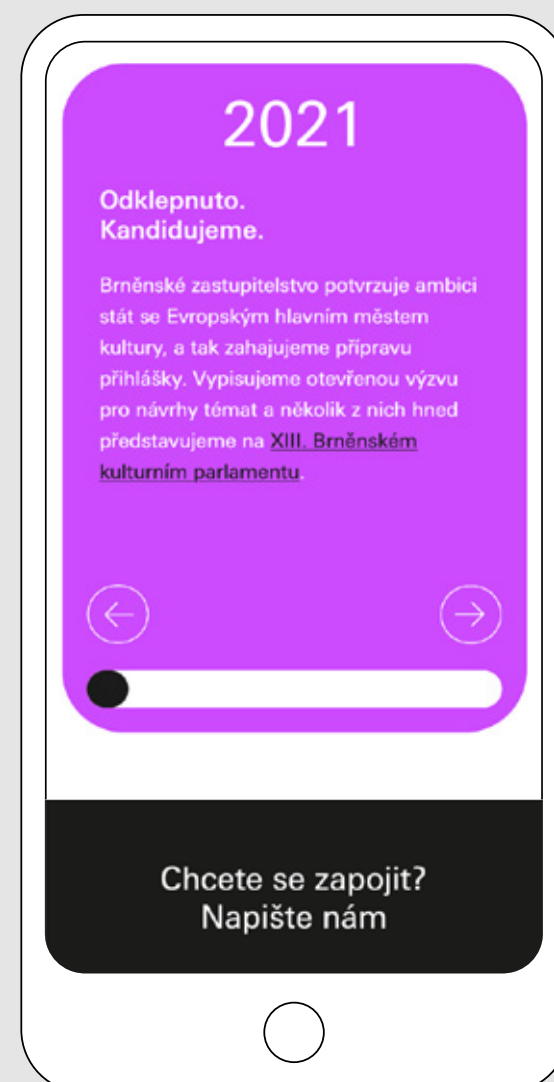 2021
Odklepnuto.
Kandidujeme.
Brněnské zastupitelstvo potvrzuje ambici
stát se Evropským hlavním městem
kultury, a tak zahajujeme přípravu
přihlášky. Vypisujeme otevřenou výzvu
pro návrhy témat a několik z nich hned
představujeme na XIII. Brněnském
kulturním parlamentu.
Chcete se zapojit?
Napište nám